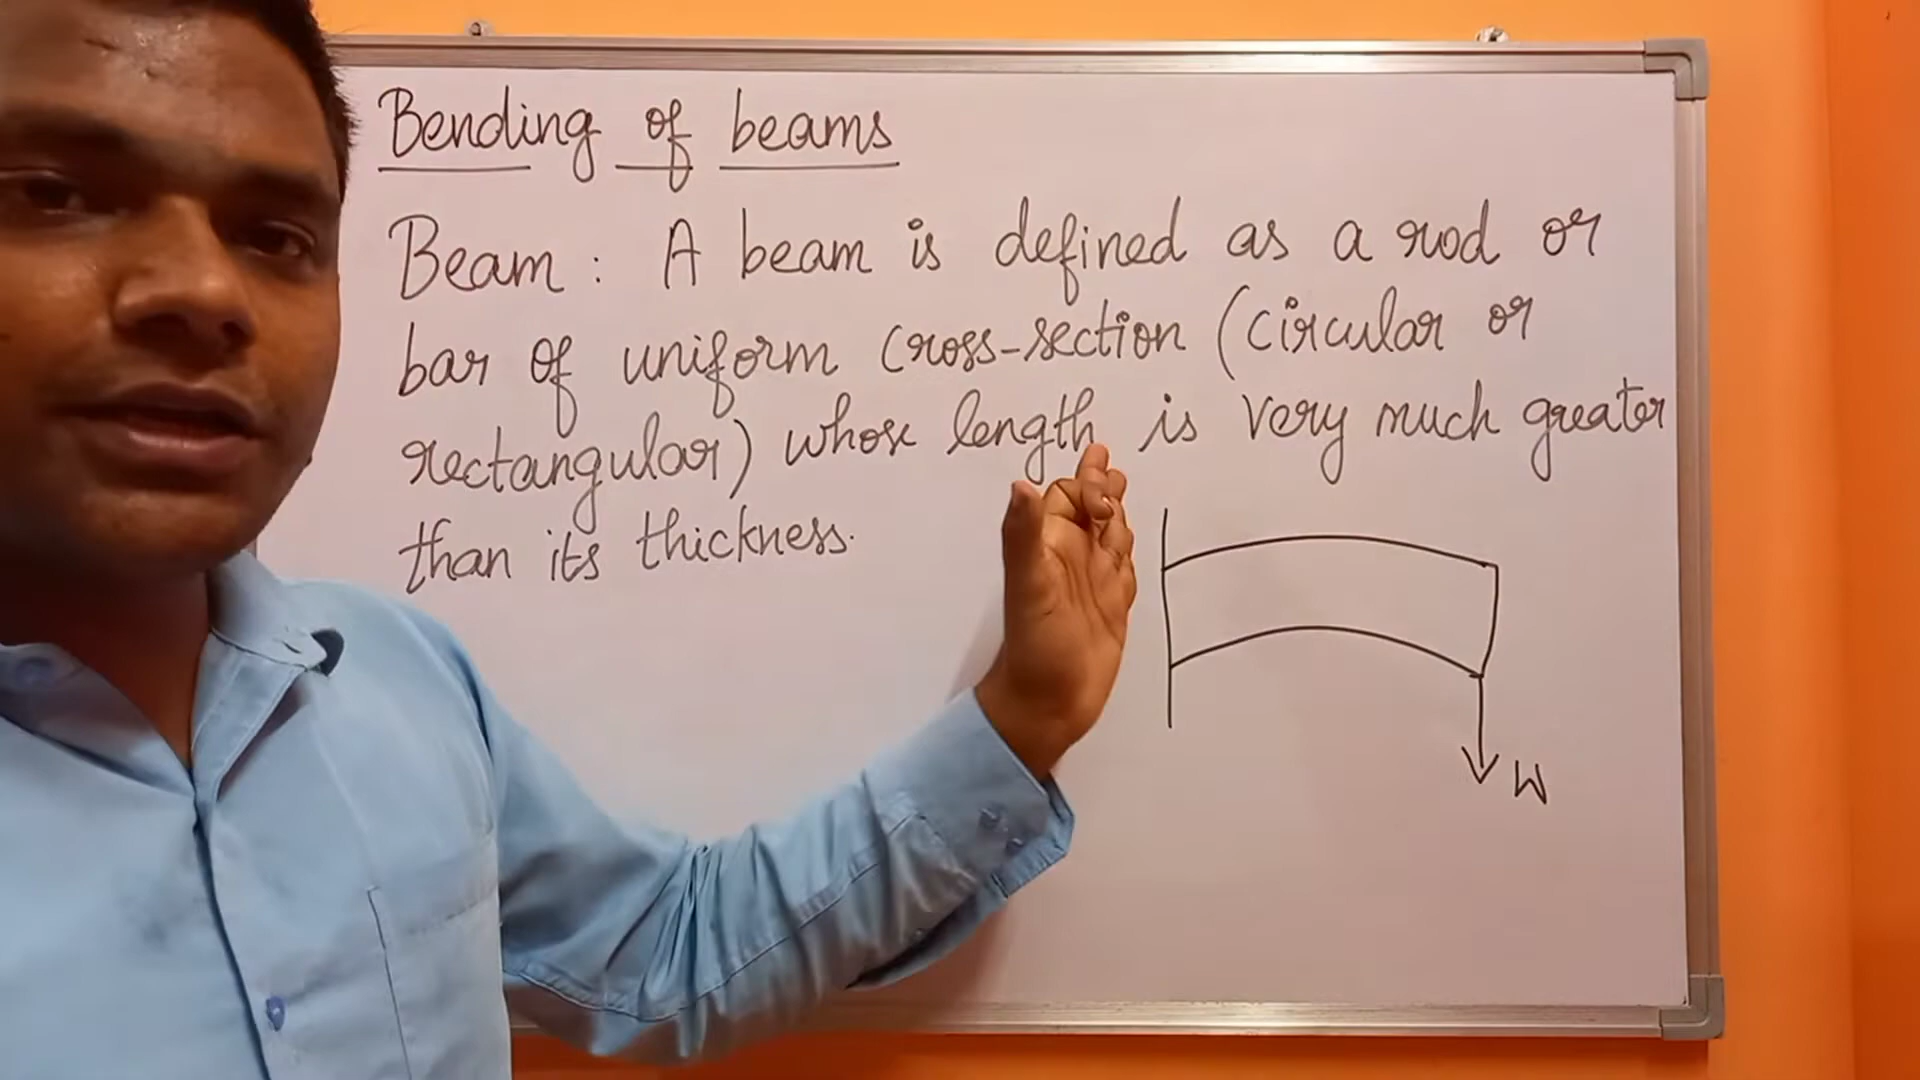 Bending of beams
Beam: A beam is defined as a rod or
bar of uniform cross-section (circular or
rectangular) whose length is very much greater
than its thickness.
W